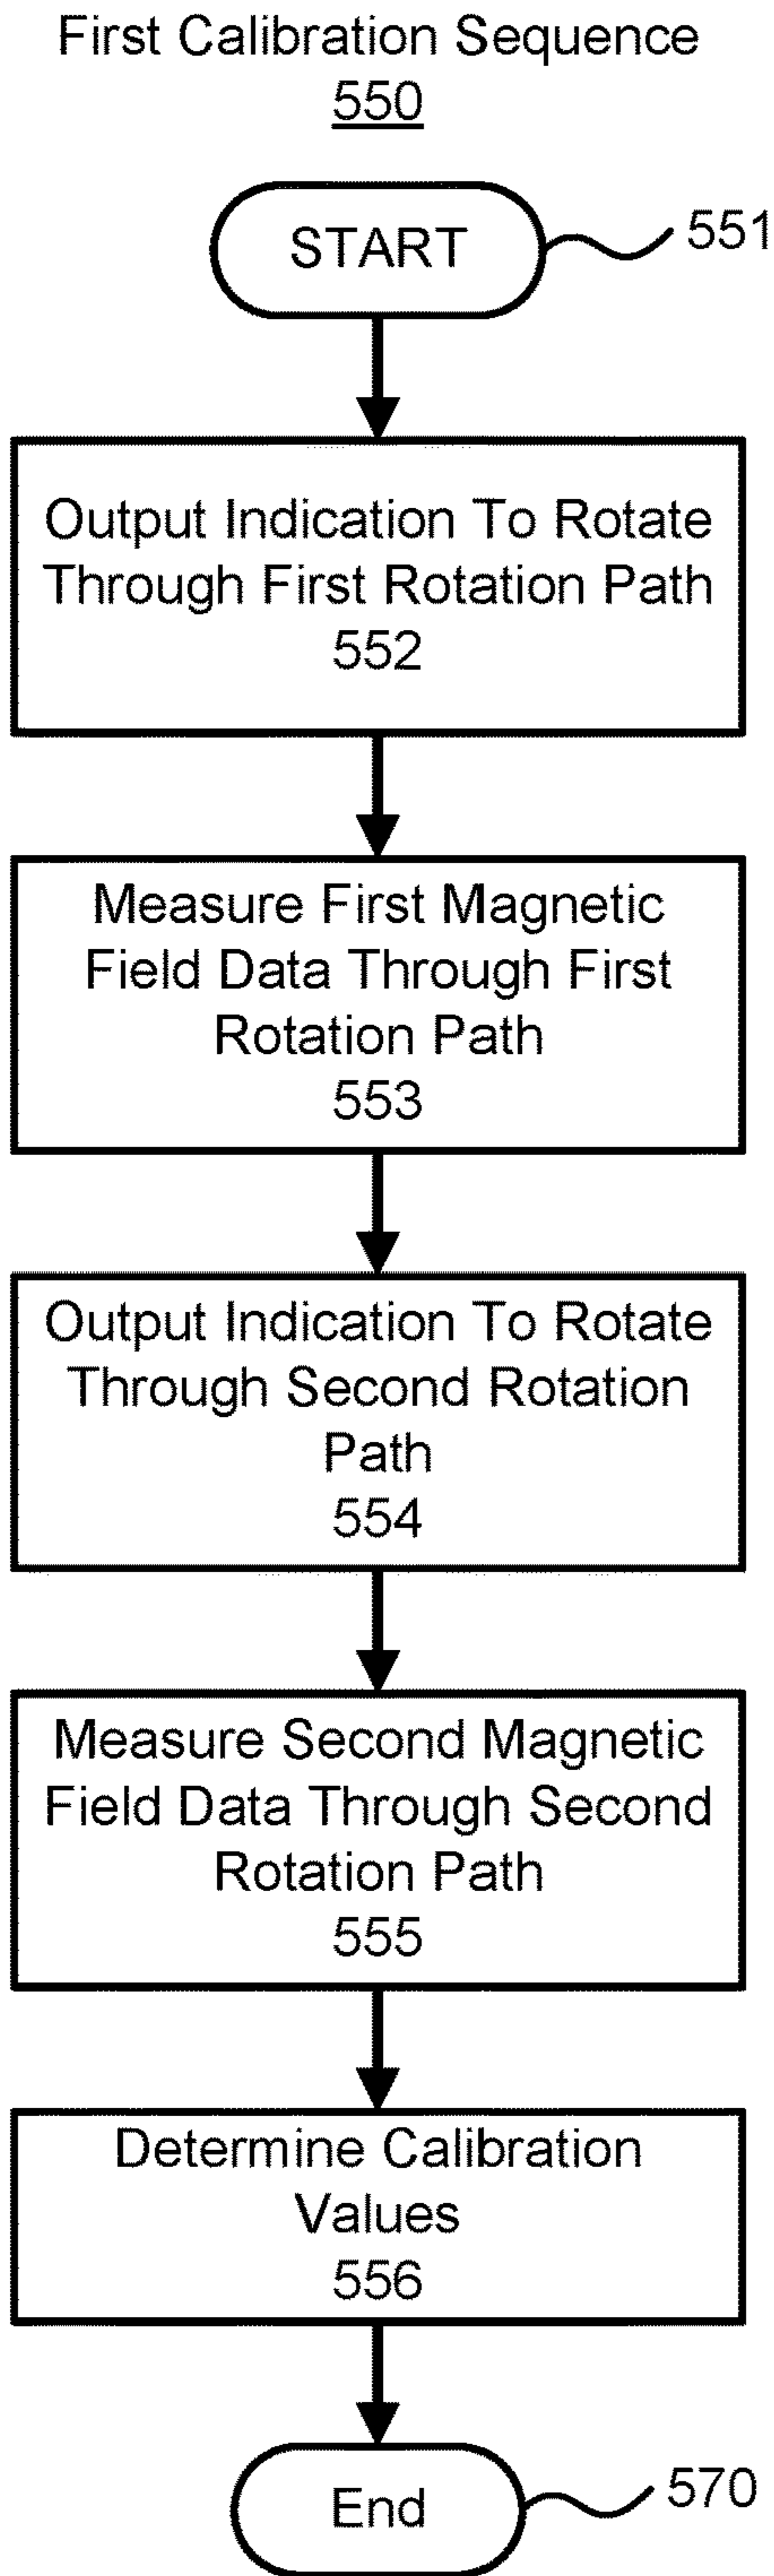 First Calibration Sequence
550
START
551
Output Indication To Rotate
Through First Rotation Path
552
Measure First Magnetic
Field Data Through First
Rotation Path
553
Output Indication To Rotate
Through Second Rotation
Path
554
Measure Second Magnetic
Field Data Through Second
Rotation Path
555
Determine Calibration
Values
556
End
570